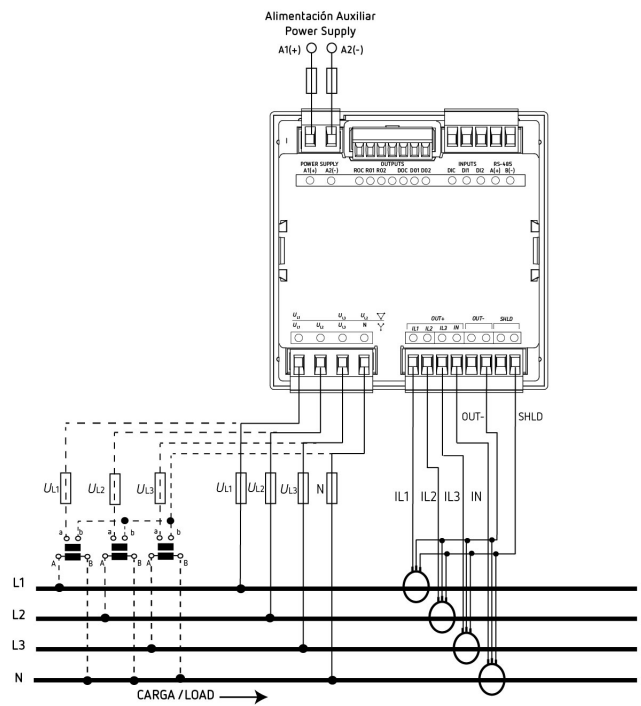 Alimentación Auxiliar
Power Supply
A1(+) A2(-)
I
POWER SUPPLY OUTPUTS INPUTS RS-485
A1(+) A2(-) ROC RO1 RO2 DOC DO1 DO2 DIC DI1 DI2 A(+) B(-)
UL1 UL3 UL2
UL1 UL2 UL3 N
OUT+ OUT- SHLD
IL1 IL2 IL3 IN
OUT- SHLD
UL1 UL2 UL3 UL1 UL2 UL3 N IL1 IL2 IL3 IN
a b a b a b
A B A B A B
L1
L2
L3
N
CARGA /LOAD